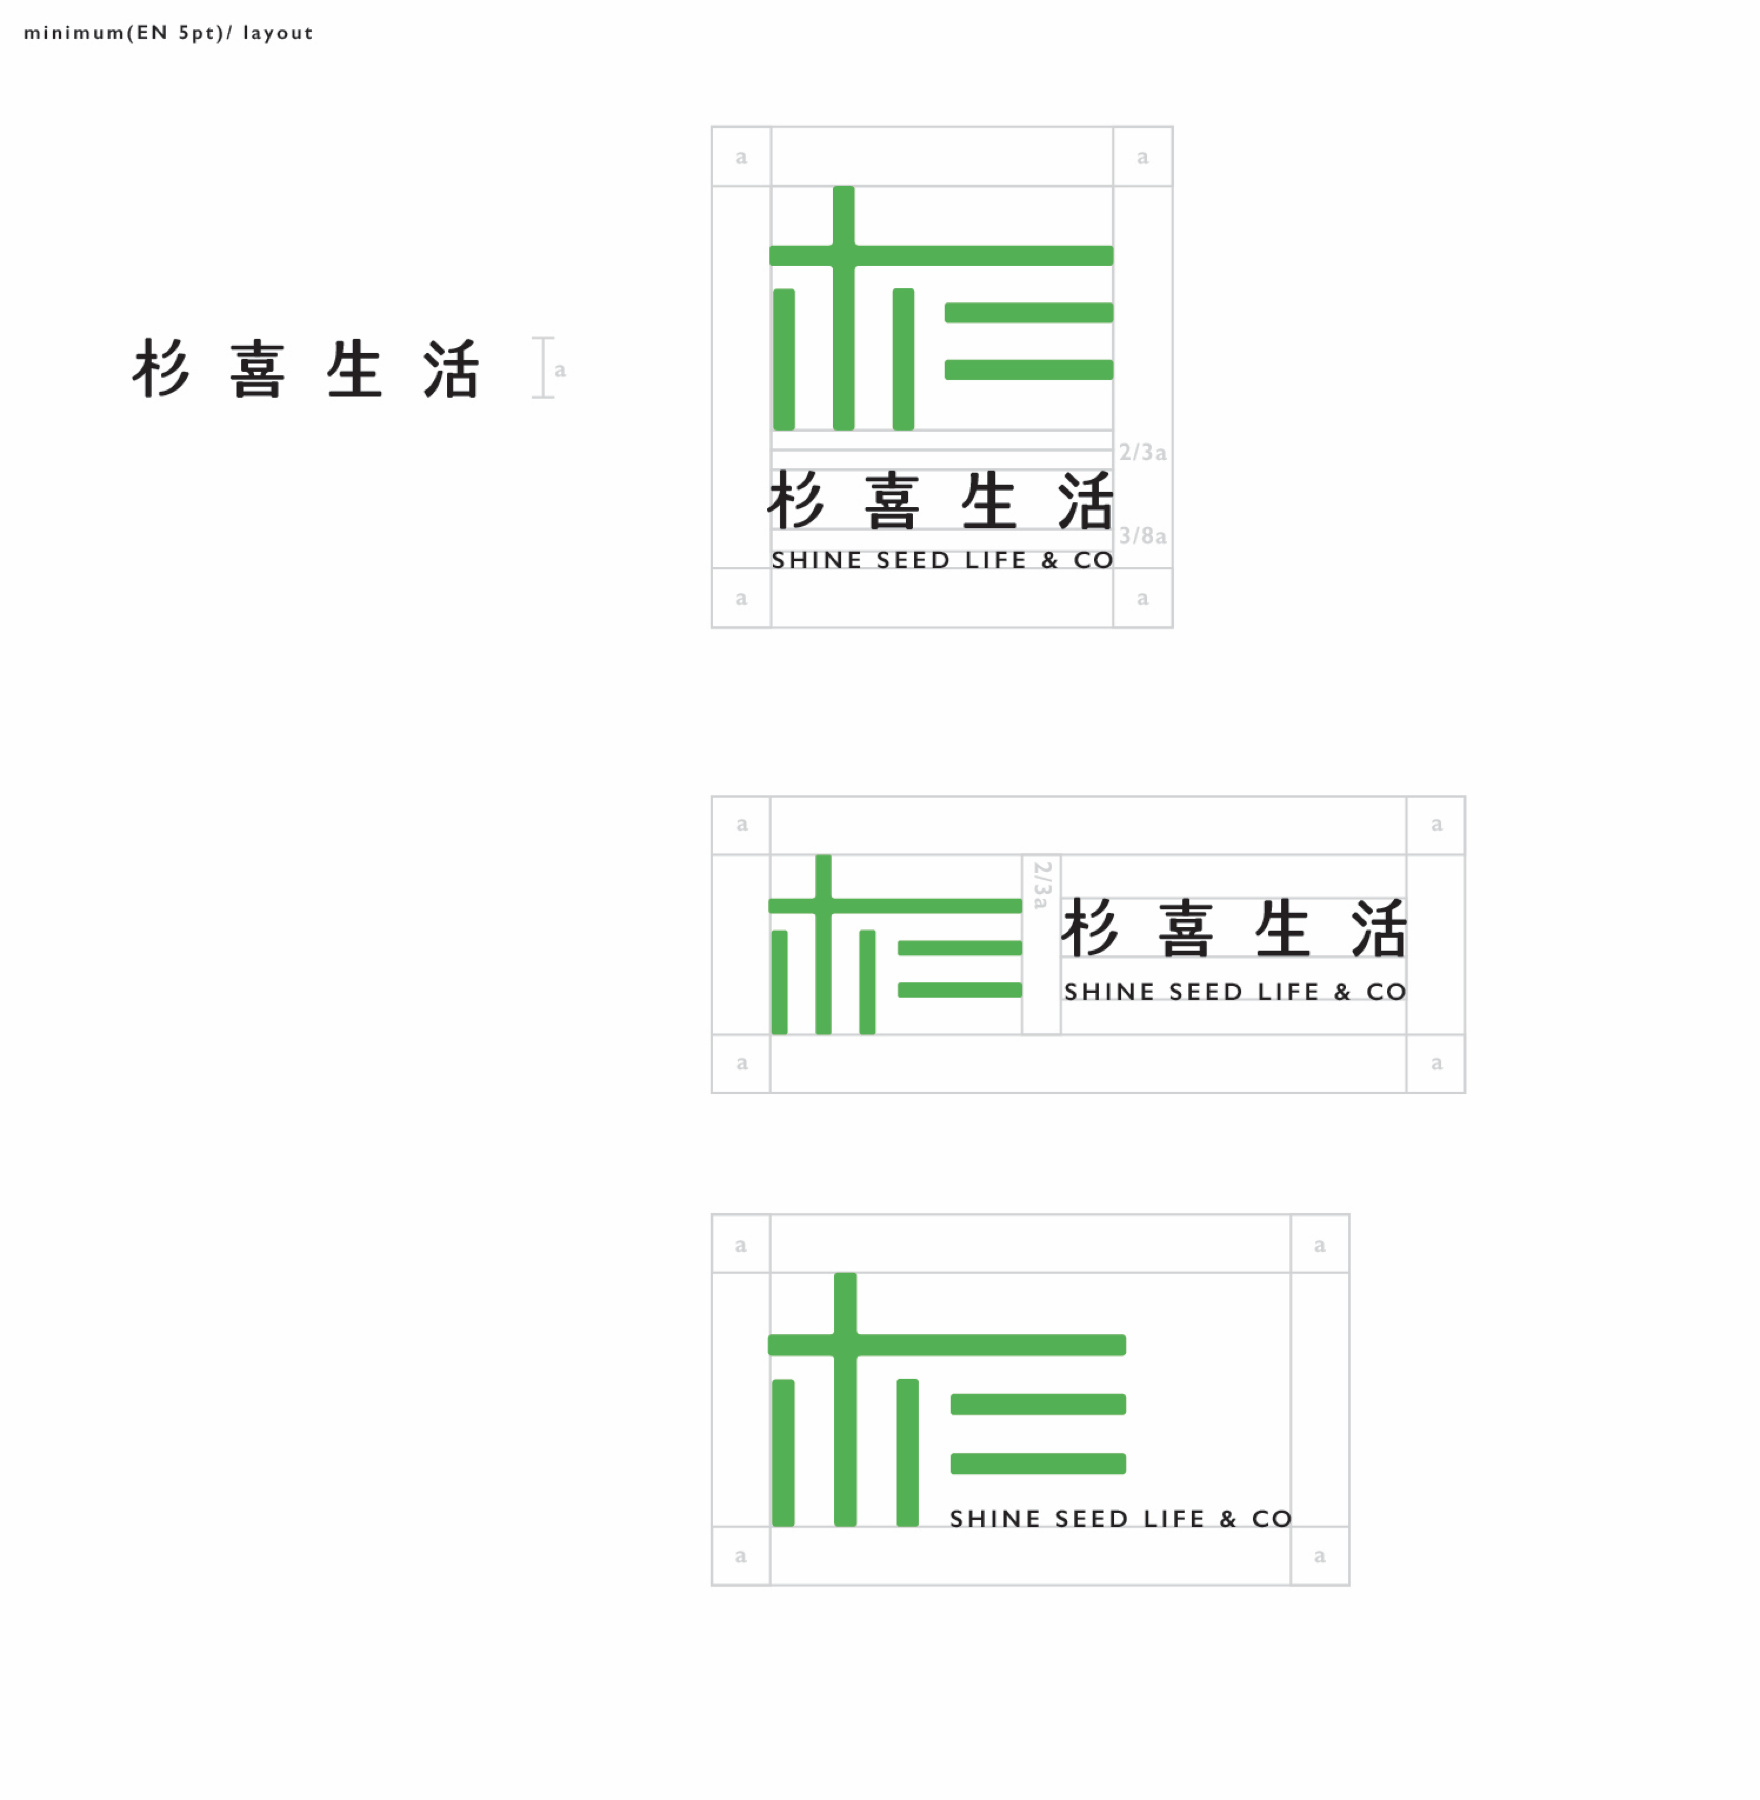 minimum(EN 5pt)/ layout
杉喜生活
a
a a
2/3a
杉喜生活
3/8a
SHINE SEED LIFE & CO
a a
a a
2/3a
杉喜生活
SHINE SEED LIFE & CO
a a
a a
SHINE SEED LIFE & CO
a a